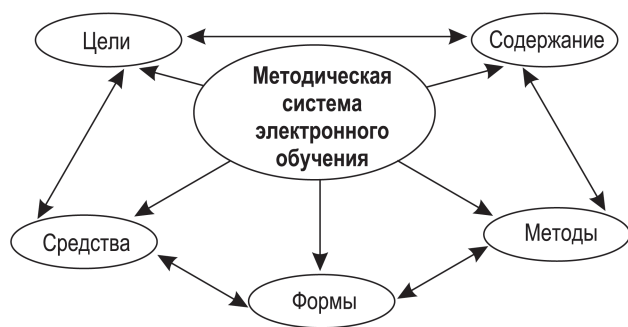 Цели
Содержание
Методическая
система
электронного
обучения
Средства
Методы
Формы